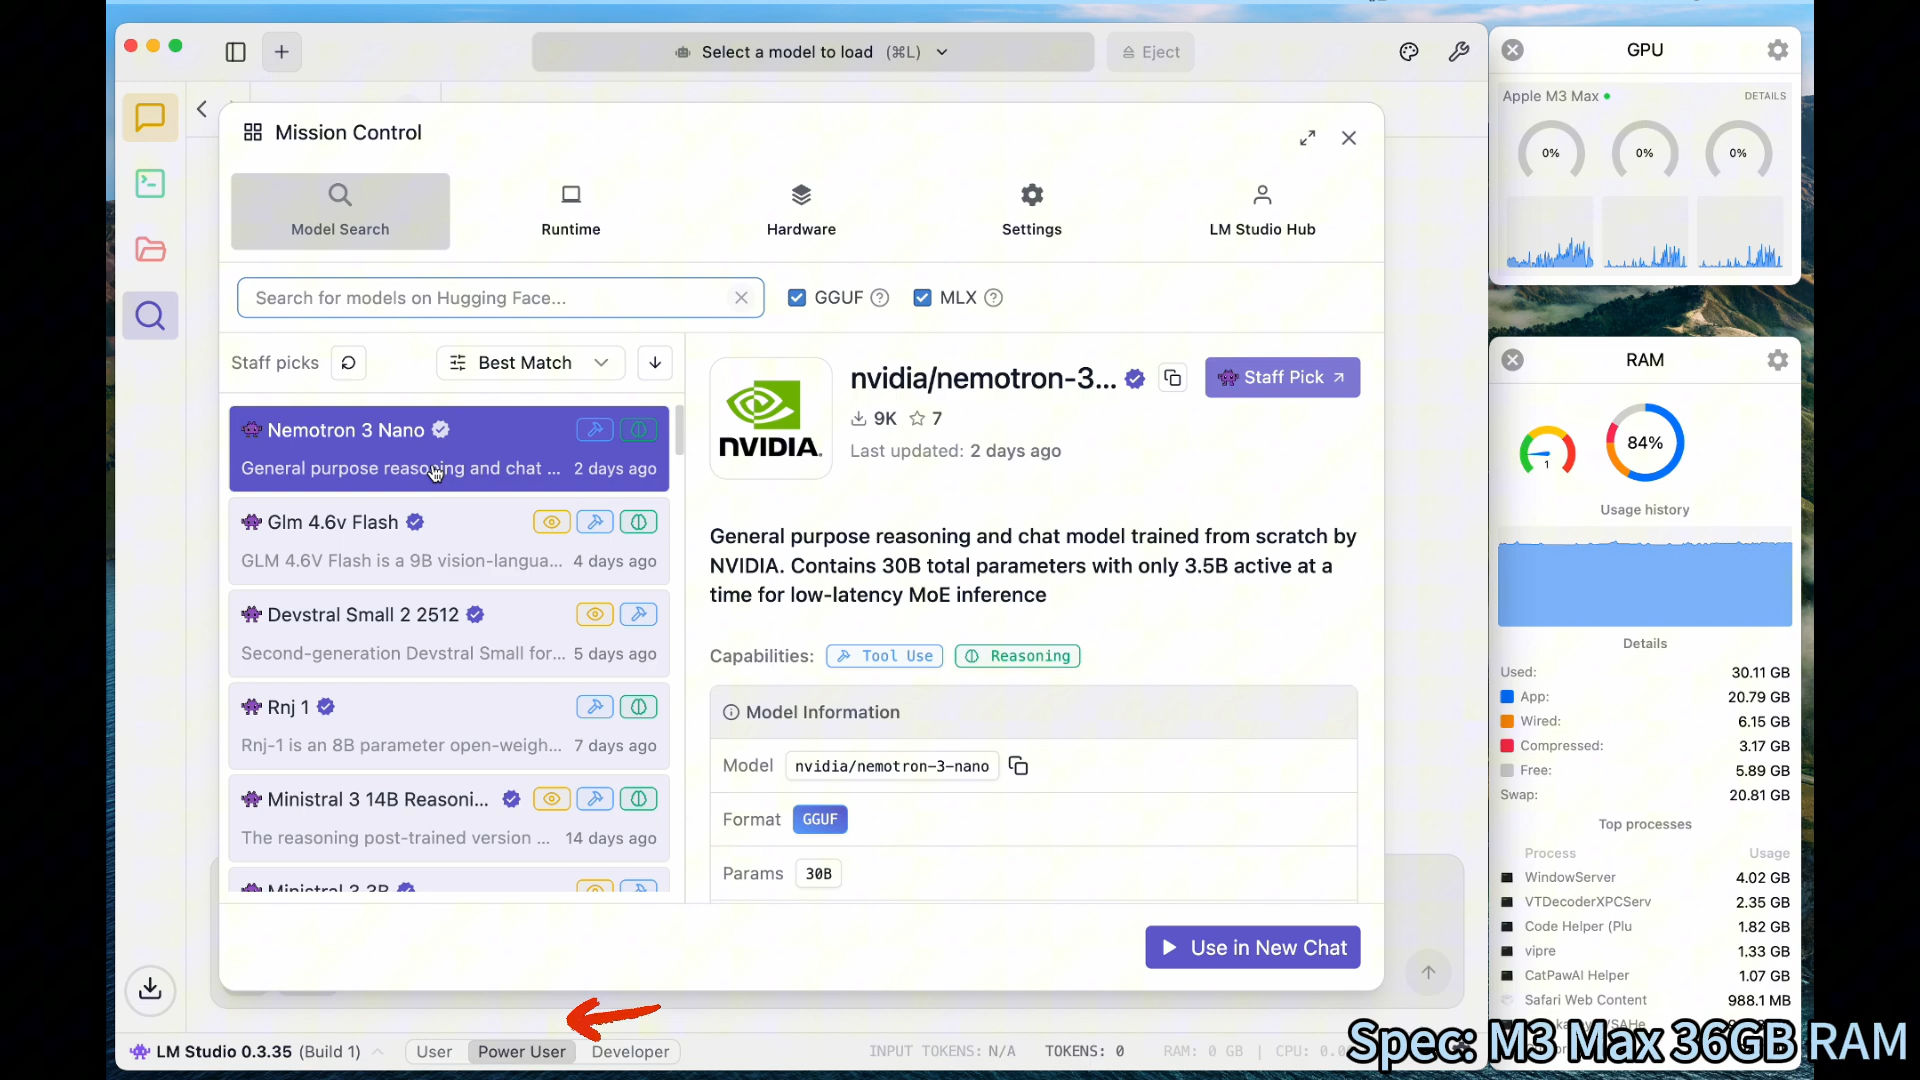 Select a model to load (⌘L)
Eject
Mission Control
Model Search
Runtime
Hardware
Settings
LM Studio Hub
Search for models on Hugging Face...
GGUF
MLX
Staff picks
Best Match
Nemotron 3 Nano
General purpose reasoning and chat ... 2 days ago
Glm 4.6v Flash
GLM 4.6V Flash is a 9B vision-langua... 4 days ago
Devstral Small 2 2512
Second-generation Devstral Small for... 5 days ago
Rnj 1
Rnj-1 is an 8B parameter open-weigh... 7 days ago
Ministral 3 14B Reasoni...
The reasoning post-trained version ... 14 days ago
Ministral 3 3B
NVIDIA.
nvidia/nemotron-3...
Staff Pick
9K 7
Last updated: 2 days ago
General purpose reasoning and chat model trained from scratch by
NVIDIA. Contains 30B total parameters with only 3.5B active at a
time for low-latency MoE inference
Capabilities: Tool Use Reasoning
Model Information
Model nvidia/nemotron-3-nano
Format GGUF
Params 30B
Use in New Chat
LM Studio 0.3.35 (Build 1)
User
Power User
Developer
INPUT TOKENS: N/A
TOKENS: 0
RAM: 0 GB | CPU: 0.0
GPU
Apple M3 Max
DETAILS
0%
0%
0%
RAM
1
84%
Usage history
Details
Used: 30.11 GB
App: 20.79 GB
Wired: 6.15 GB
Compressed: 3.17 GB
Free: 5.89 GB
Swap: 20.81 GB
Top processes
Process Usage
WindowServer 4.02 GB
VTDecoderXPCServ 2.35 GB
Code Helper (Plu 1.82 GB
vipre 1.33 GB
CatPawAI Helper 1.07 GB
Safari Web Content 988.1 MB
Spec: M3 Max 36GB RAM